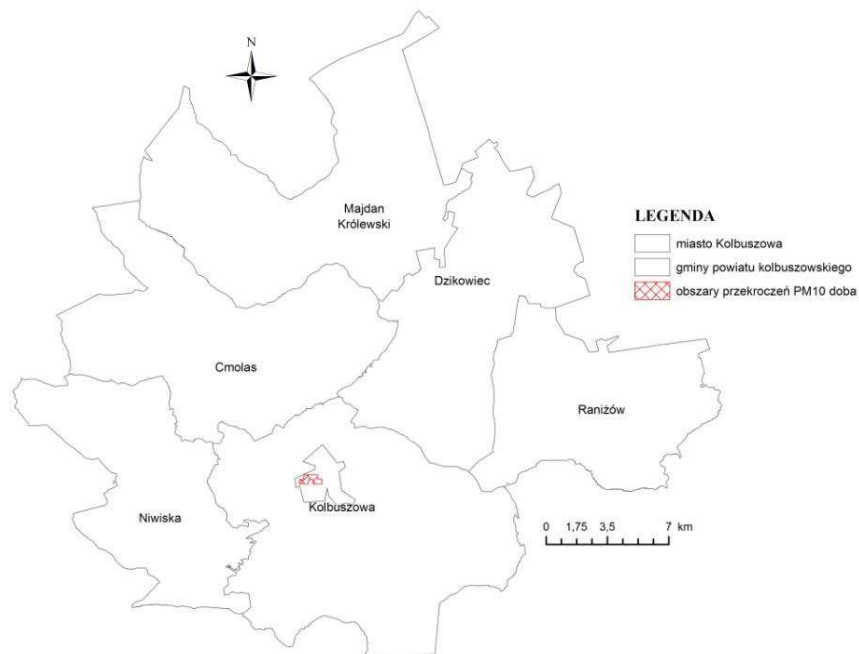 N
Majdan
Królewski
Dzikowiec
LEGENDA
miasto Kolbuszowa
gminy powiatu kolbuszowskiego
obszary przekroczeń PM10 doba
Cmolas
Raniżów
Kolbuszowa
Niwiska
0 1,75 3,5 7 km